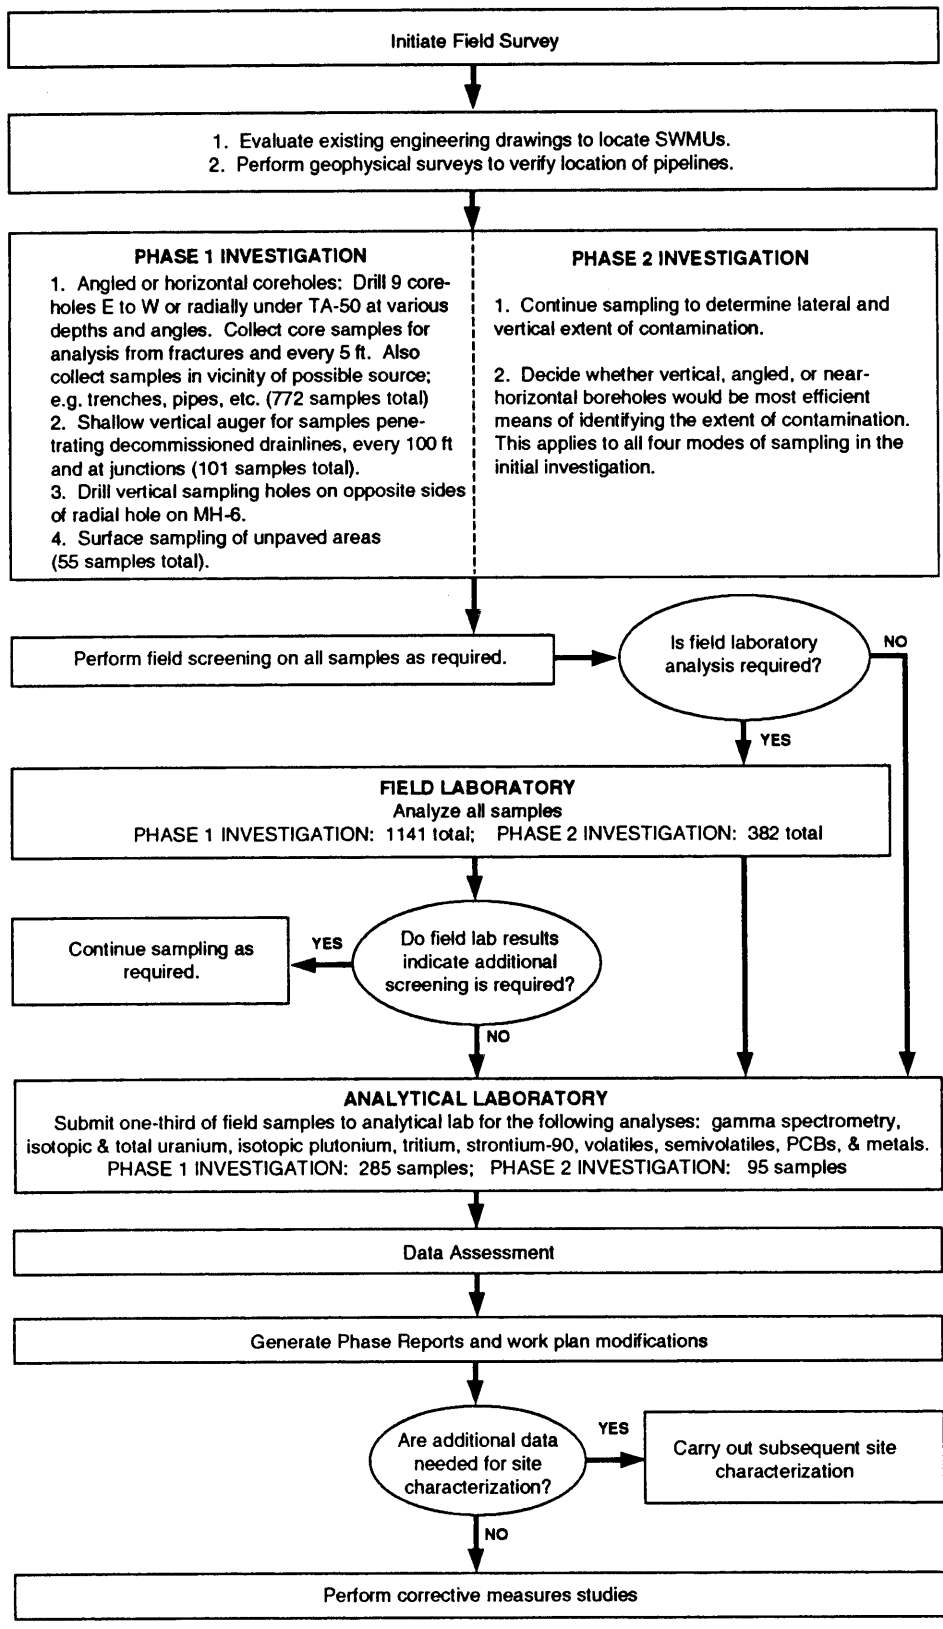 Initiate Field Survey
1. Evaluate existing engineering drawings to locate SWMUs.
2. Perform geophysical surveys to verify location of pipelines.
PHASE 1 INVESTIGATION
1. Angled or horizontal coreholes: Drill 9 core-
holes E to W or radially under TA-50 at various
depths and angles. Collect core samples for
analysis from fractures and every 5 ft. Also
collect samples in vicinity of possible source;
e.g. trenches, pipes, etc. (772 samples total)
2. Shallow vertical auger for samples pene-
trating decommissioned drainlines, every 100 ft
and at junctions (101 samples total).
3. Drill vertical sampling holes on opposite sides
of radial hole on MH-6.
4. Surface sampling of unpaved areas
(55 samples total).
PHASE 2 INVESTIGATION
1. Continue sampling to determine lateral and
vertical extent of contamination.
2. Decide whether vertical, angled, or near-
horizontal boreholes would be most efficient
means of identifying the extent of contamination.
This applies to all four modes of sampling in the
initial investigation.
Perform field screening on all samples as required.
Is field laboratory
analysis required?
NO
YES
FIELD LABORATORY
Analyze all samples
PHASE 1 INVESTIGATION: 1141 total; PHASE 2 INVESTIGATION: 382 total
Continue sampling as
required.
YES
Do field lab results
indicate additional
screening is required?
NO
ANALYTICAL LABORATORY
Submit one-third of field samples to analytical lab for the following analyses: gamma spectrometry,
isotopic & total uranium, isotopic plutonium, tritium, strontium-90, volatiles, semivolatiles, PCBs, & metals.
PHASE 1 INVESTIGATION: 285 samples; PHASE 2 INVESTIGATION: 95 samples
Data Assessment
Generate Phase Reports and work plan modifications
Are additional data
needed for site
characterization?
YES
Carry out subsequent site
characterization
NO
Perform corrective measures studies